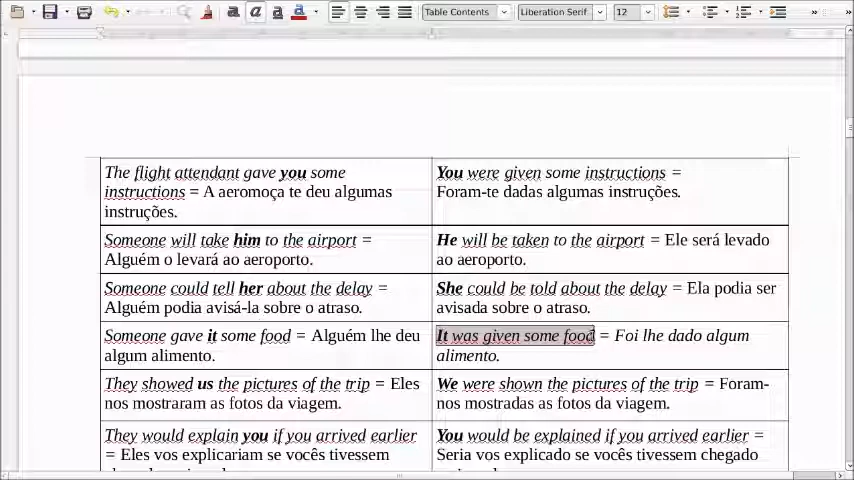 Table Contents
Liberation Serif
12
The flight attendant gave you some
instructions = A aeromoça te deu algumas
instruções.
You were given some instructions =
Foram-te dadas algumas instruções.
Someone will take him to the airport =
Alguém o levará ao aeroporto.
He will be taken to the airport = Ele será levado
ao aeroporto.
Someone could tell her about the delay =
Alguém podia avisá-la sobre o atraso.
She could be told about the delay = Ela podia ser
avisada sobre o atraso.
Someone gave it some food = Alguém lhe deu
algum alimento.
It was given some food = Foi lhe dado algum
alimento.
They showed us the pictures of the trip = Eles
nos mostraram as fotos da viagem.
We were shown the pictures of the trip = Foram-
nos mostradas as fotos da viagem.
They would explain you if you arrived earlier
= Eles vos explicariam se vocês tivessem
You would be explained if you arrived earlier =
Seria vos explicado se vocês tivessem chegado